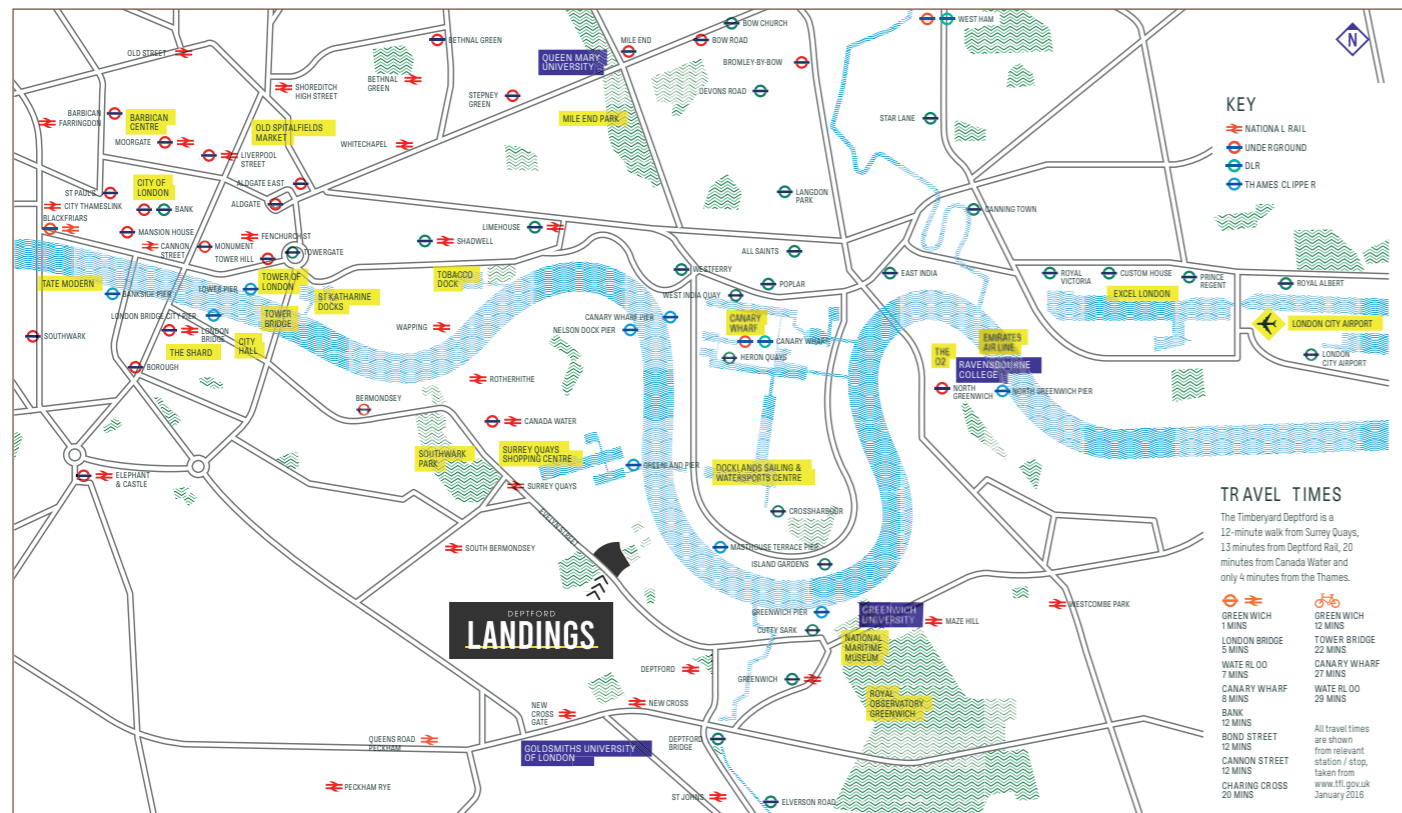 BOW CHURCH
WEST HAM
N
OLD STREET
BETHNAL GREEN
MILE END
BOW ROAD
QUEEN MARY
UNIVERSITY
BROMLEY-BY-BOW
BETHNAL
GREEN
SHOREDITCH
HIGH STREET
STEPNEY
GREEN
DEVONS ROAD
KEY
NATIONAL RAIL
UNDERGROUND
DLR
THAMES CLIPPER
BARBICAN
FARRINGDON
BARBICAN
CENTRE
OLD SPITALFIELDS
MARKET
MILE END PARK
STAR LANE
MOORGATE
LIVERPOOL
STREET
WHITECHAPEL
ST PAUL'S
CITY OF
LONDON
ALDGATE EAST
LANGDON
PARK
CITY THAMESLINK
BANK
ALDGATE
CANNING TOWN
BLACKFRIARS
MANSION HOUSE
CANNON
STREET
MONUMENT
FENCHURCH ST
TOWER HILL
TOWERGATE
SHADWELL
LIMEHOUSE
ALL SAINTS
WESTFERRY
POPLAR
EAST INDIA
ROYAL
VICTORIA
CUSTOM HOUSE
PRINCE
REGENT
ROYAL ALBERT
TATE MODERN
BANKSIDE PIER
TOWER PIER
TOWER OF
LONDON
ST KATHARINE
DOCKS
TOBACCO
DOCK
WEST INDIA QUAY
EXCEL LONDON
LONDON BRIDGE CITY PIER
TOWER
BRIDGE
WAPPING
CANARY WHARF PIER
NELSON DOCK PIER
CANARY
WHARF
CANARY WHARF
HERON QUAYS
EMIRATES
AIR LINE
LONDON CITY AIRPORT
SOUTHWARK
LONDON
BRIDGE
THE SHARD
CITY
HALL
THE
O2
RAVENSBOURNE
COLLEGE
LONDON
CITY AIRPORT
BOROUGH
ROTHERHITHE
NORTH
GREENWICH
NORTH GREENWICH PIER
BERMONDSEY
CANADA WATER
SOUTHWARK
PARK
SURREY QUAYS
SHOPPING CENTRE
GREENLAND PIER
DOCKLANDS SAILING &
WATERSPORTS CENTRE
ELEPHANT
& CASTLE
SURREY QUAYS
EVELYN STREET
CROSSHARBOUR
SOUTH BERMONDSEY
MASTHOUSE TERRACE PIER
ISLAND GARDENS
TRAVEL TIMES
The Timberyard Deptford is a
12-minute walk from Surrey Quays,
13 minutes from Deptford Rail, 20
minutes from Canada Water and
only 4 minutes from the Thames.
DEPTFORD
LANDINGS
GREENWICH PIER
GREENWICH
UNIVERSITY
MAZE HILL
WESTCOMBE PARK
CUTTY SARK
NATIONAL
MARITIME
MUSEUM
DEPTFORD
GREENWICH
ROYAL
OBSERVATORY
GREENWICH
NEW
CROSS
GATE
NEW CROSS
QUEENS ROAD
PECKHAM
GOLDSMITHS UNIVERSITY
OF LONDON
DEPTFORD
BRIDGE
PECKHAM RYE
ST JOHNS
ELVERSON ROAD
GREENWICH
1 MINS
LONDON BRIDGE
5 MINS
WATERLOO
7 MINS
CANARY WHARF
8 MINS
BANK
12 MINS
BOND STREET
12 MINS
CANNON STREET
12 MINS
CHARING CROSS
20 MINS
GREENWICH
12 MINS
TOWER BRIDGE
22 MINS
CANARY WHARF
27 MINS
WATERLOO
29 MINS
All travel times
are shown
from relevant
station / stop,
taken from
www.tfl.gov.uk
January 2016